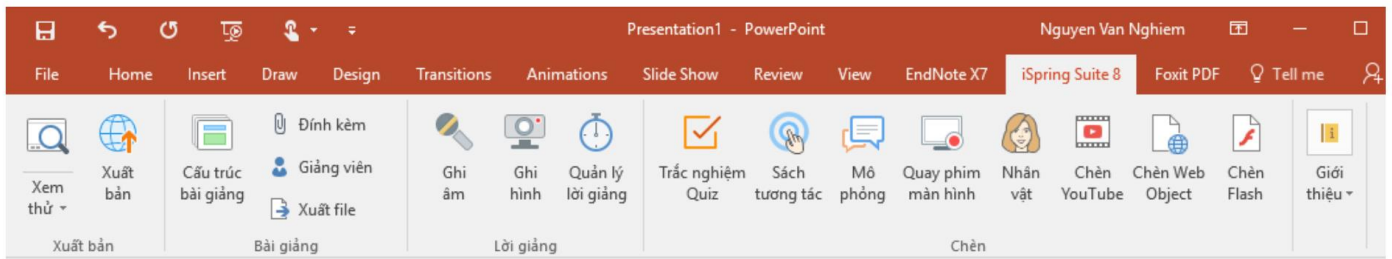 Presentation1 - PowerPoint
Nguyen Van Nghiem
File Home Insert Draw Design Transitions Animations Slide Show Review View EndNote X7 iSpring Suite 8 Foxit PDF Tell me
Xem thử
Xuất bản
Cấu trúc bài giảng
Đính kèm
Giảng viên
Xuất file
Ghi âm
Ghi hình
Quản lý lời giảng
Trắc nghiệm Quiz
Sách tương tác
Mô phỏng
Quay phim màn hình
Nhân vật
Chèn YouTube
Chèn Web Object
Chèn Flash
Giới thiệu
Xuất bản
Bài giảng
Lời giảng
Chèn